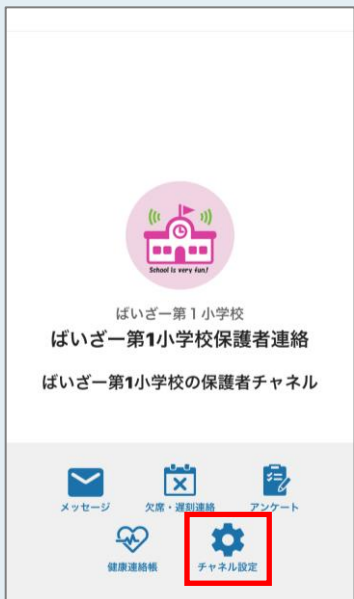 School is very fun!
ばいざー第１小学校
ばいざー第1小学校保護者連絡
ばいざー第1小学校の保護者チャネル
メッセージ
欠席・遅刻連絡
アンケート
健康連絡帳
チャネル設定